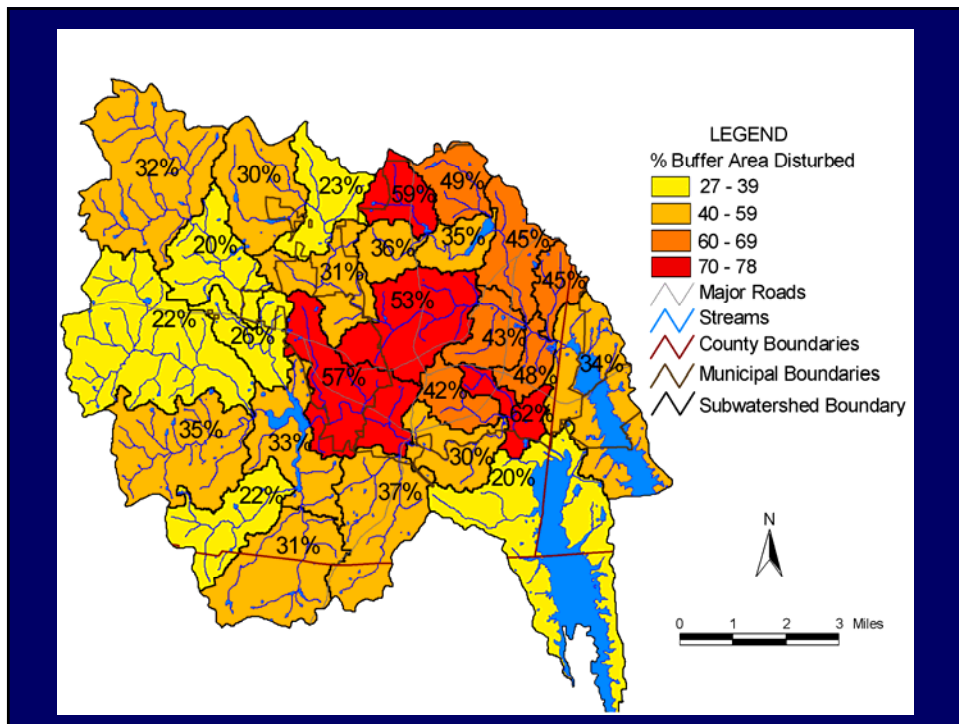 32%
30%
23%
59%
49%
20%
31%
36%
35%
45%
45%
22%
26%
53%
57%
43%
48%
34%
42%
62%
35%
33%
30%
20%
22%
37%
31%
LEGEND
% Buffer Area Disturbed
27 - 39
40 - 59
60 - 69
70 - 78
Major Roads
Streams
County Boundaries
Municipal Boundaries
Subwatershed Boundary
N
0 1 2 3 Miles